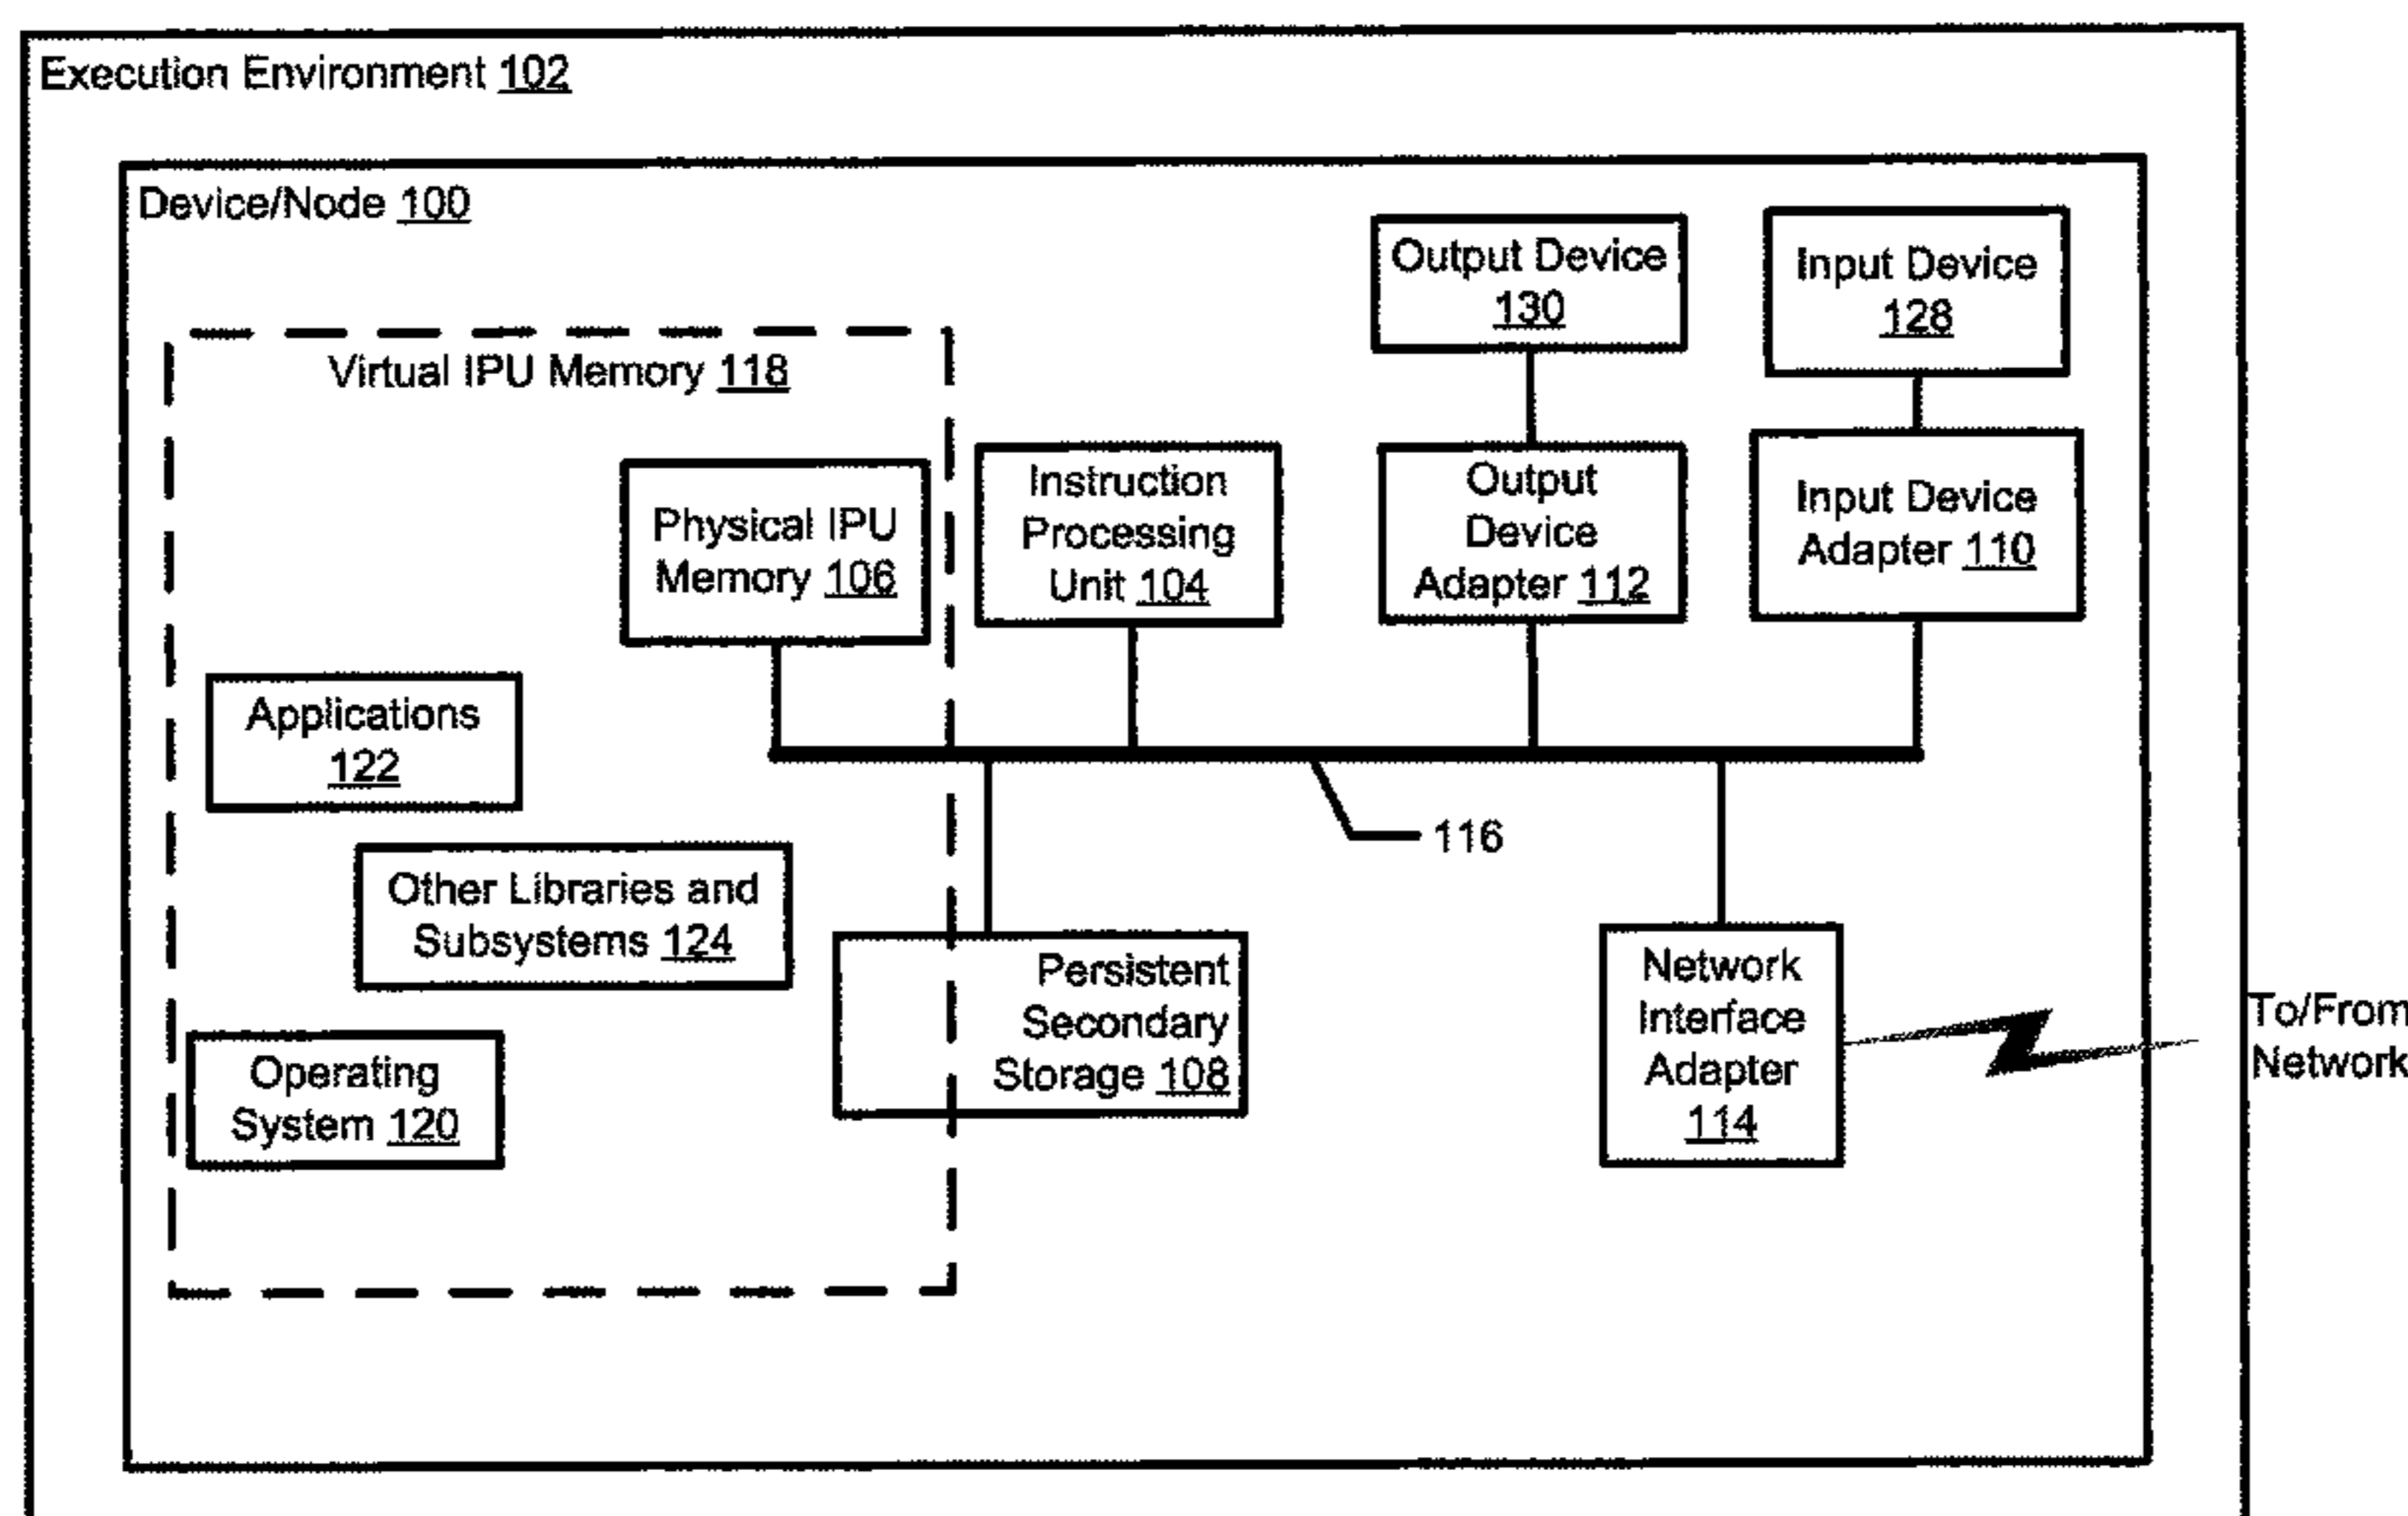 Execution Environment 102
Device/Node 100
Output Device
130
Input Device
128
Virtual IPU Memory 118
Physical IPU
Memory 106
Instruction
Processing
Unit 104
Output
Device
Adapter 112
Input Device
Adapter 110
Applications
122
116
Other Libraries and
Subsystems 124
Persistent
Secondary
Storage 108
Network
Interface
Adapter
114
To/From
Network
Operating
System 120